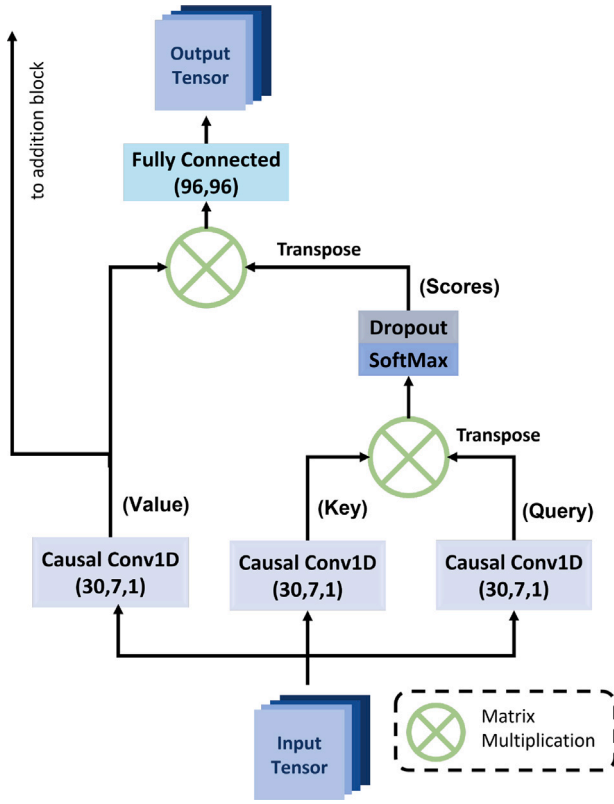 Output
Tensor
to addition block
Fully Connected
(96,96)
Transpose
(Scores)
Dropout
SoftMax
Transpose
(Value)
(Key)
(Query)
Causal Conv1D
(30,7,1)
Causal Conv1D
(30,7,1)
Causal Conv1D
(30,7,1)
Input
Tensor
Matrix
Multiplication